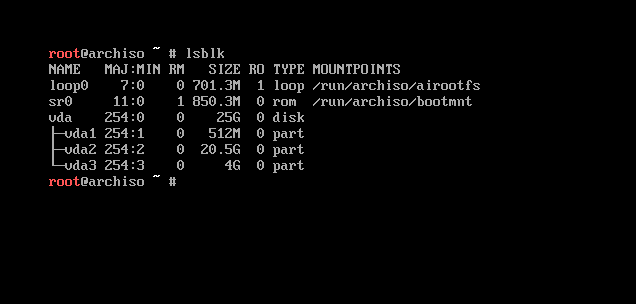 root@archiso ~ # lsblk
NAME   MAJ:MIN RM   SIZE RO TYPE MOUNTPOINTS
loop0    7:0    0 701.3M  1 loop /run/archiso/airootfs
sr0     11:0    1 850.3M  0 rom  /run/archiso/bootmnt
vda    254:0    0    25G  0 disk
├─vda1 254:1    0   512M  0 part
├─vda2 254:2    0  20.5G  0 part
└─vda3 254:3    0     4G  0 part
root@archiso ~ #